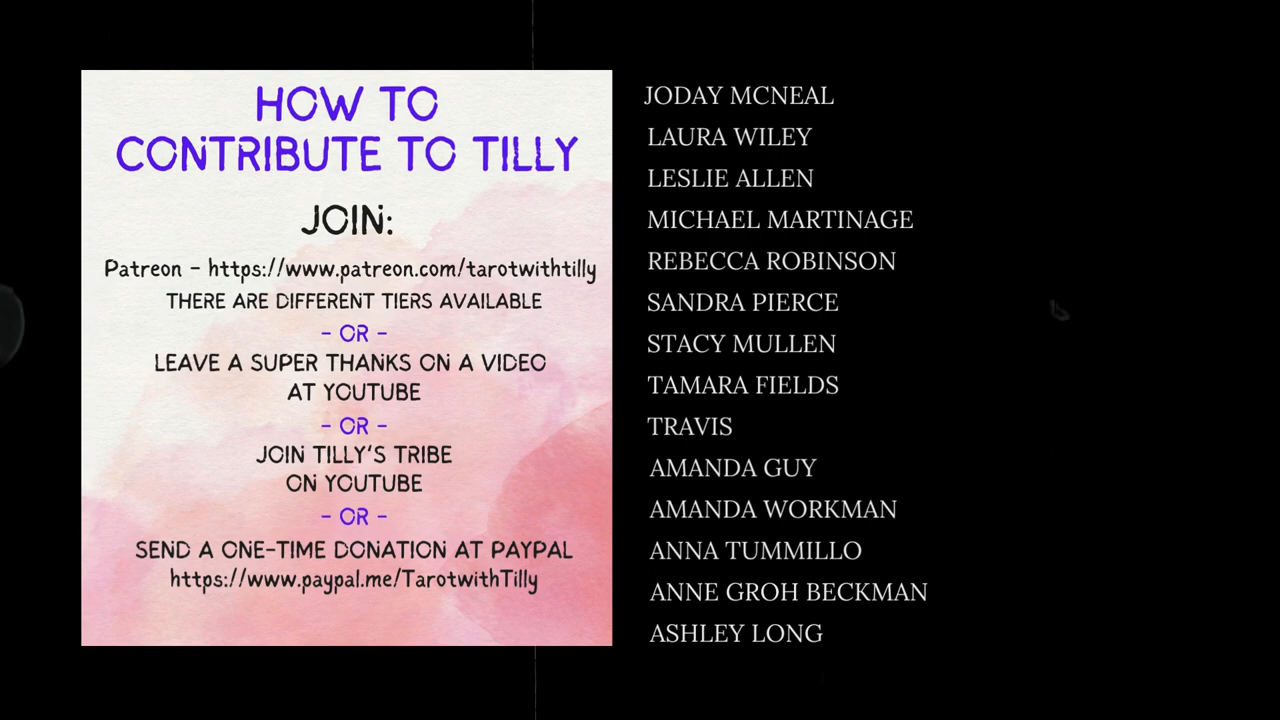 HOW TO
CONTRIBUTE TO TILLY
JOIN:
Patreon - https://www.patreon.com/tarotwithtilly
THERE ARE DIFFERENT TIERS AVAILABLE
- OR -
LEAVE A SUPER THANKS ON A VIDEO
AT YOUTUBE
- OR -
JOIN TILLY'S TRIBE
ON YOUTUBE
- OR -
SEND A ONE-TIME DONATION AT PAYPAL
https://www.paypal.me/TarotwithTilly
JODAY MCNEAL
LAURA WILEY
LESLIE ALLEN
MICHAEL MARTINAGE
REBECCA ROBINSON
SANDRA PIERCE
STACY MULLEN
TAMARA FIELDS
TRAVIS
AMANDA GUY
AMANDA WORKMAN
ANNA TUMMILLO
ANNE GROH BECKMAN
ASHLEY LONG